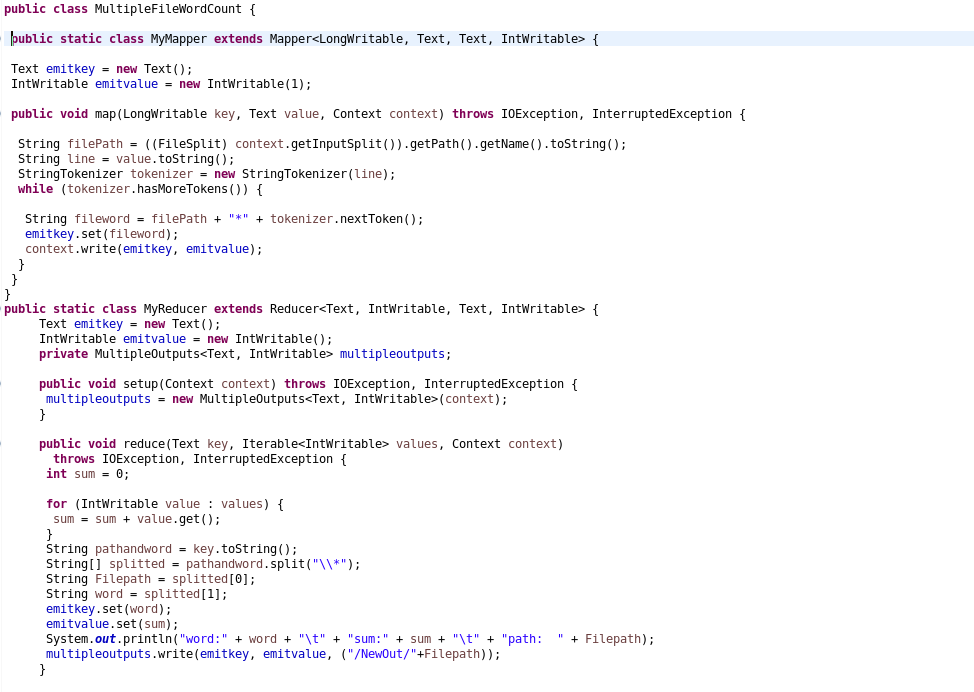 public class MultipleFileWordCount {
public static class MyMapper extends Mapper<LongWritable, Text, Text, IntWritable> {
Text emitkey = new Text();
IntWritable emitvalue = new IntWritable(1);
public void map(LongWritable key, Text value, Context context) throws IOException, InterruptedException {
String filePath = ((FileSplit) context.getInputSplit()).getPath().getName().toString();
String line = value.toString();
StringTokenizer tokenizer = new StringTokenizer(line);
while (tokenizer.hasMoreTokens()) {
String fileword = filePath + "*" + tokenizer.nextToken();
emitkey.set(fileword);
context.write(emitkey, emitvalue);
}
}
}
public static class MyReducer extends Reducer<Text, IntWritable, Text, IntWritable> {
Text emitkey = new Text();
IntWritable emitvalue = new IntWritable();
private MultipleOutputs<Text, IntWritable> multipleoutputs;
public void setup(Context context) throws IOException, InterruptedException {
multipleoutputs = new MultipleOutputs<Text, IntWritable>(context);
}
public void reduce(Text key, Iterable<IntWritable> values, Context context)
throws IOException, InterruptedException {
int sum = 0;
for (IntWritable value : values) {
sum = sum + value.get();
}
String pathandword = key.toString();
String[] splitted = pathandword.split("\\*");
String Filepath = splitted[0];
String word = splitted[1];
emitkey.set(word);
emitvalue.set(sum);
System.out.println("word:" + word + "\t" + "sum:" + sum + "\t" + "path:  " + Filepath);
multipleoutputs.write(emitkey, emitvalue, ("/NewOut/"+Filepath));
}